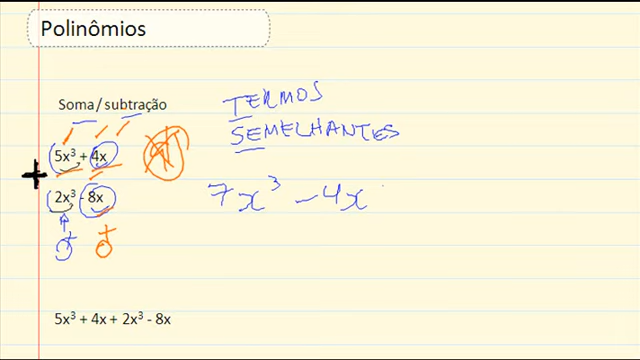 Polinômios
Soma/subtração
TERMOS
SEMELHANTES
5x³ + 4x
+
2x³ - 8x
7x³ - 4x
5x³ + 4x + 2x³ - 8x